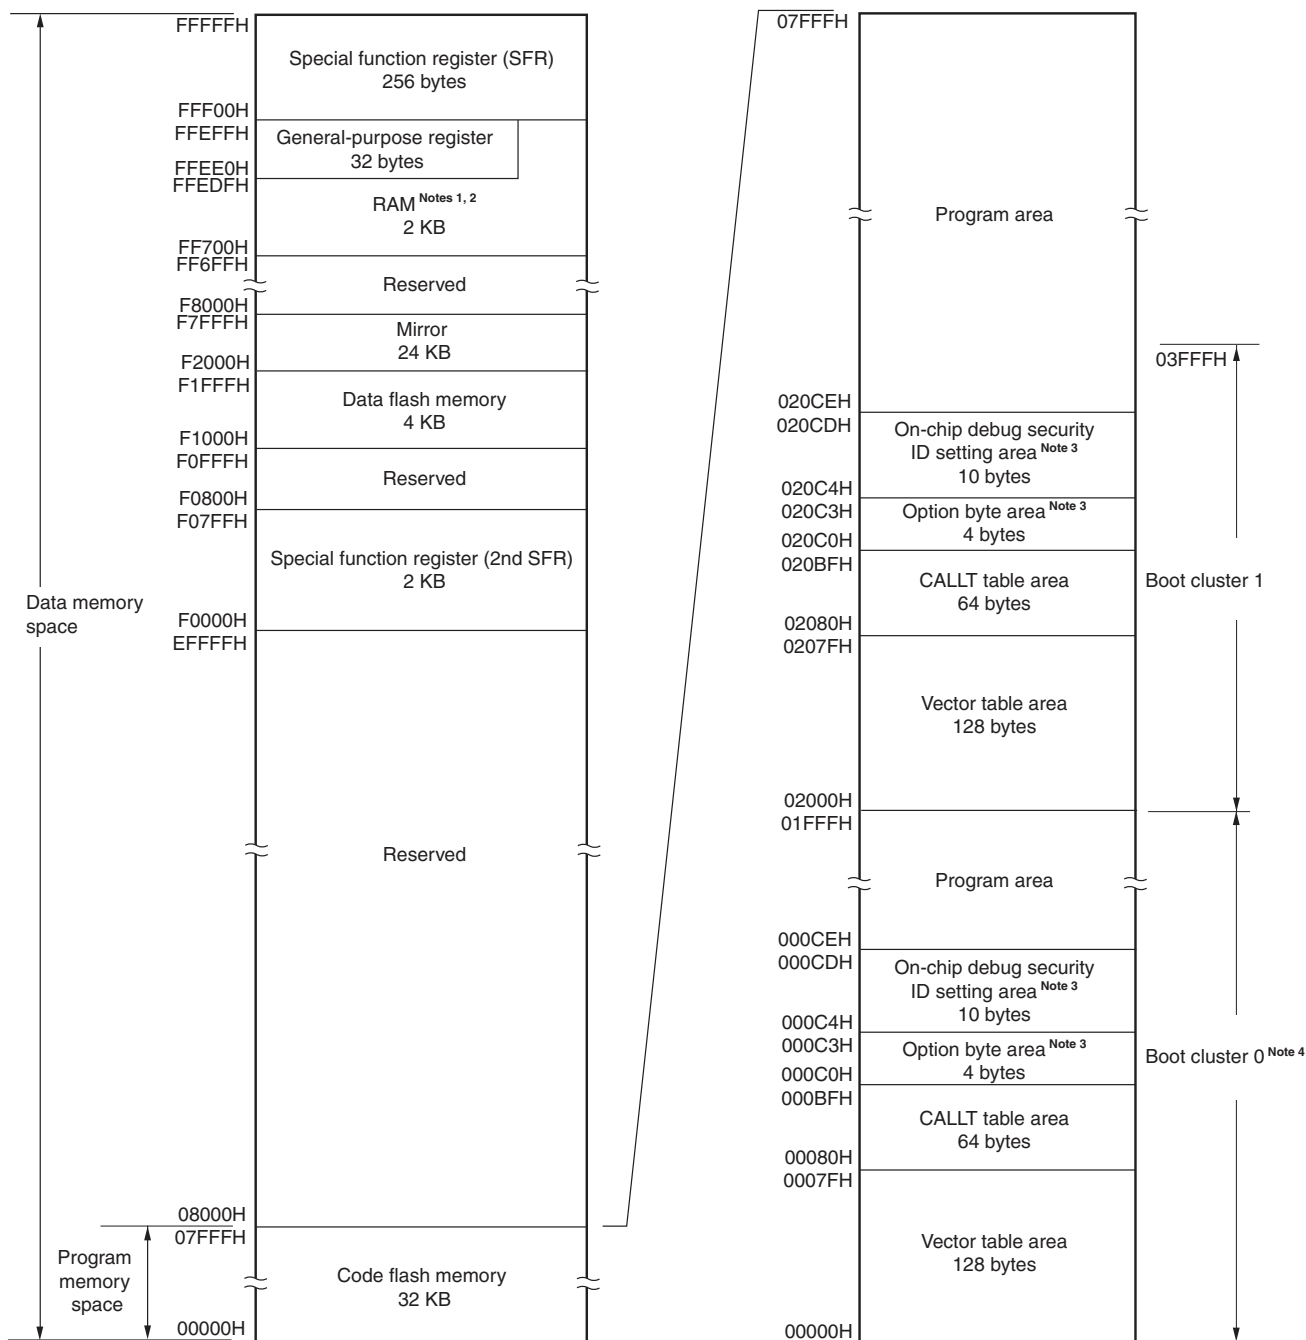 FFFFFH
Special function register (SFR)
256 bytes
FFF00H
FFEFFH
General-purpose register
32 bytes
FFEE0H
FFEDFH
RAM Notes 1, 2
2 KB
FF700H
FF6FFH
Reserved
F8000H
F7FFFH
Mirror
24 KB
F2000H
F1FFFH
Data flash memory
4 KB
F1000H
F0FFFH
Reserved
F0800H
F07FFH
Special function register (2nd SFR)
2 KB
F0000H
EFFFFH
Data memory
space
Reserved
08000H
07FFFH
Program
memory
space
Code flash memory
32 KB
00000H
07FFFH
Program area
03FFFH
020CEH
020CDH
On-chip debug security
ID setting area Note 3
10 bytes
020C4H
020C3H
Option byte area Note 3
4 bytes
020C0H
020BFH
CALLT table area
64 bytes
Boot cluster 1
02080H
0207FH
Vector table area
128 bytes
02000H
01FFFH
Program area
000CEH
000CDH
On-chip debug security
ID setting area Note 3
10 bytes
000C4H
000C3H
Option byte area Note 3
4 bytes
Boot cluster 0 Note 4
000C0H
000BFH
CALLT table area
64 bytes
00080H
0007FH
Vector table area
128 bytes
00000H